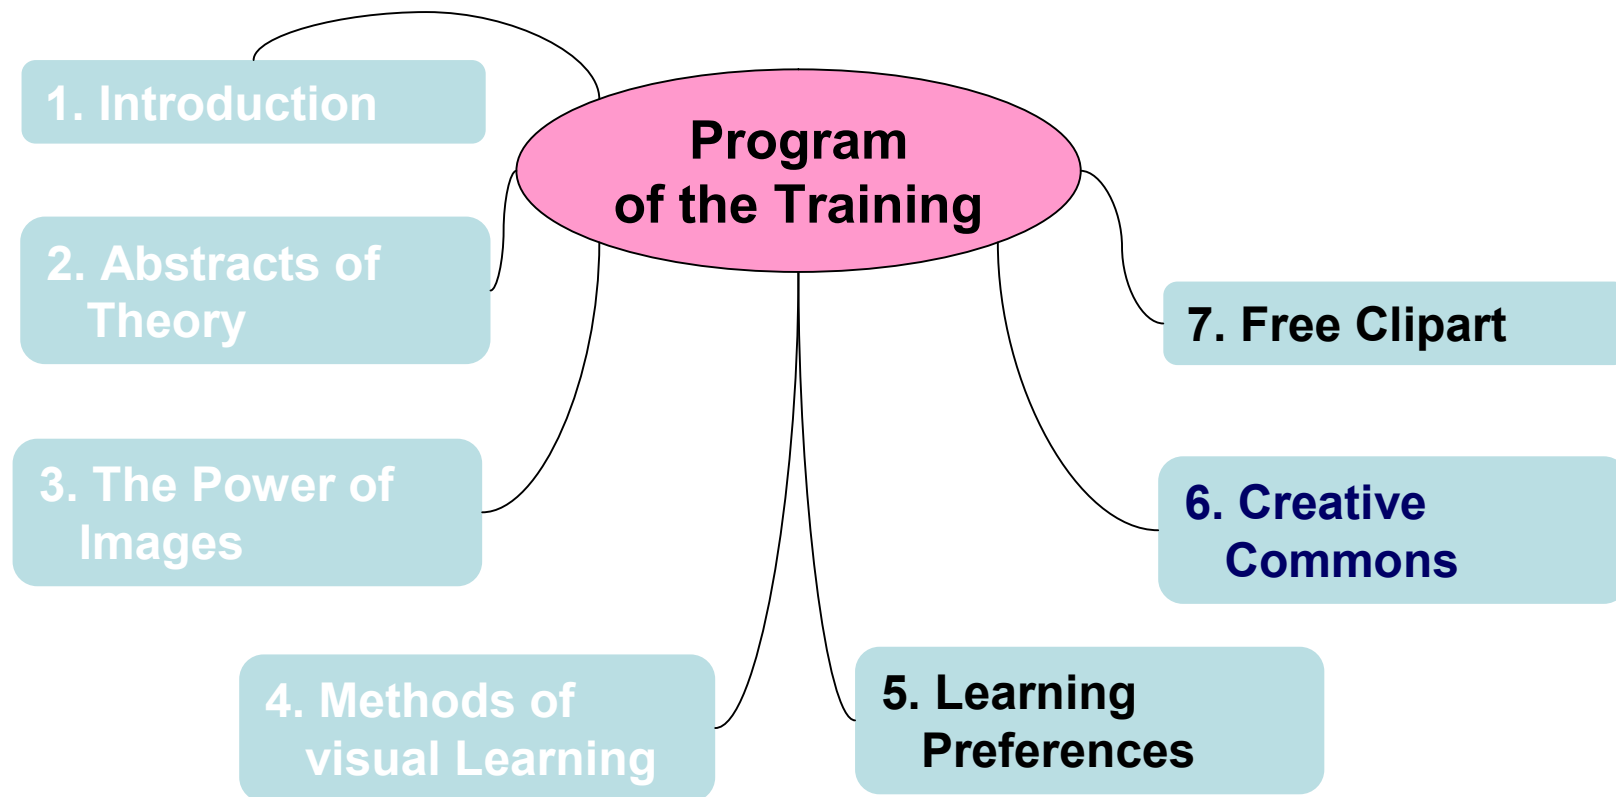 Program
of the Training
1. Introduction
2. Abstracts of
Theory
3. The Power of
Images
4. Methods of
visual Learning
5. Learning
Preferences
6. Creative
Commons
7. Free Clipart